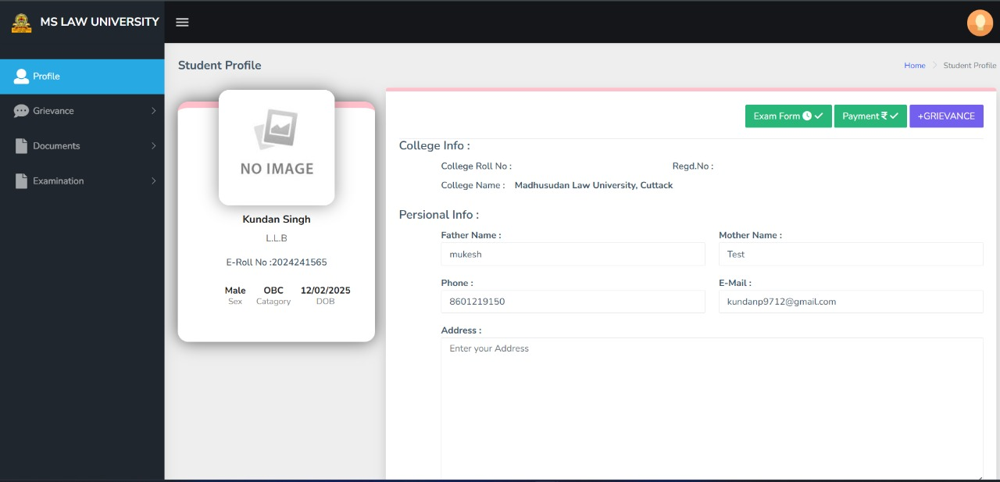 MS LAW UNIVERSITY
Profile
Grievance
Documents
Examination
Student Profile
Home
Student Profile
NO IMAGE
Kundan Singh
L.L.B
E-Roll No :2024241565
Male OBC 12/02/2025
Sex Catagory DOB
Exam Form
Payment ₹
+GRIEVANCE
College Info :
College Roll No : Regd.No :
College Name : Madhusudan Law University, Cuttack
Persional Info :
Father Name : Mother Name :
mukesh Test
Phone : E-Mail :
8601219150 kundanp9712@gmail.com
Address :
Enter your Address